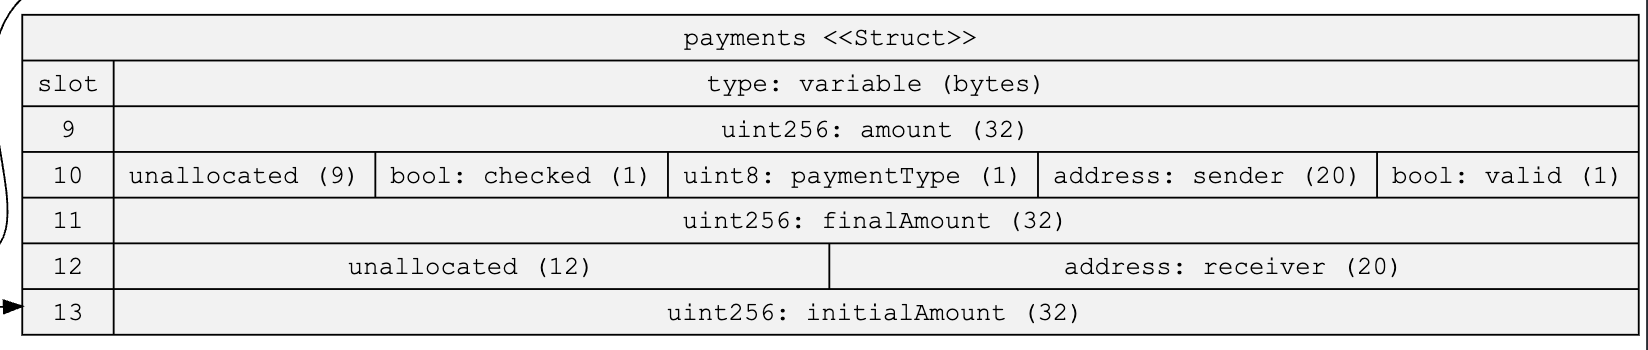 payments <<Struct>>
slot type: variable (bytes)
9 uint256: amount (32)
10 unallocated (9) bool: checked (1) uint8: paymentType (1) address: sender (20) bool: valid (1)
11 uint256: finalAmount (32)
12 unallocated (12) address: receiver (20)
13 uint256: initialAmount (32)